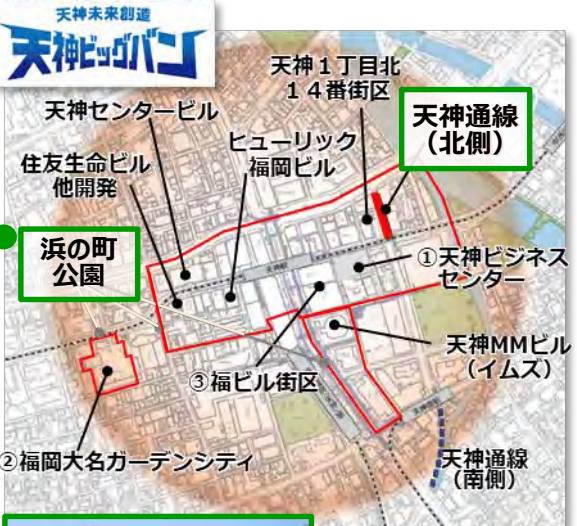 天神未来創造
天神ビッグバン
天神１丁目北
１４番街区
天神センタービル
天神通線
（北側）
ヒューリック
福岡ビル
住友生命ビル
他開発
浜の町
公園
①天神ビジネス
センター
天神MMビル
（イムズ）
③福ビル街区
②福岡大名ガーデンシティ
天神通線
（南側）